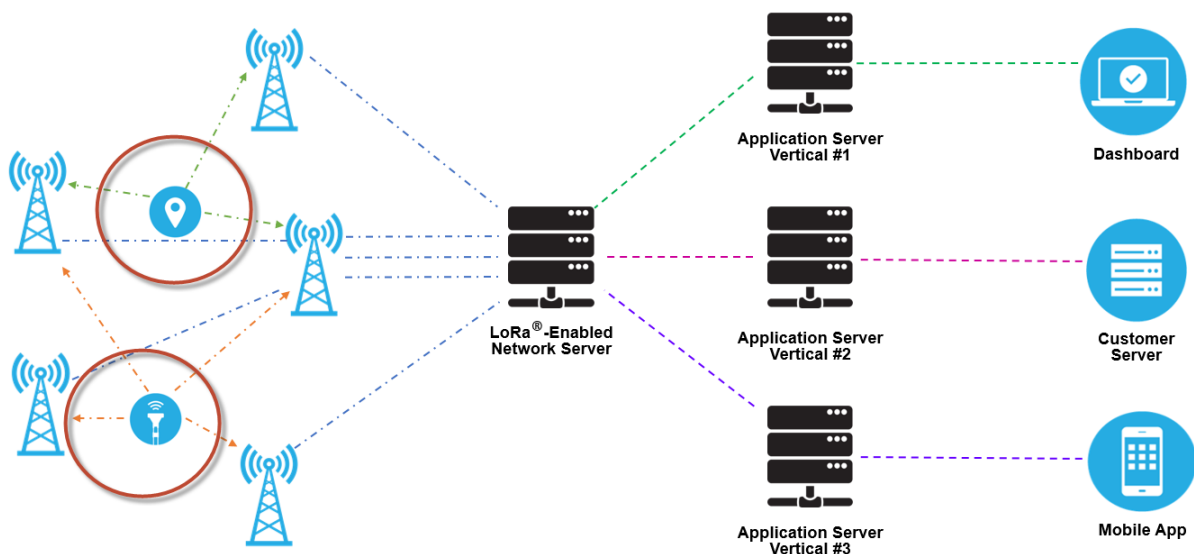 Application Server
Vertical #1
Dashboard
LoRa®-Enabled
Network Server
Application Server
Vertical #2
Customer
Server
Application Server
Vertical #3
Mobile App